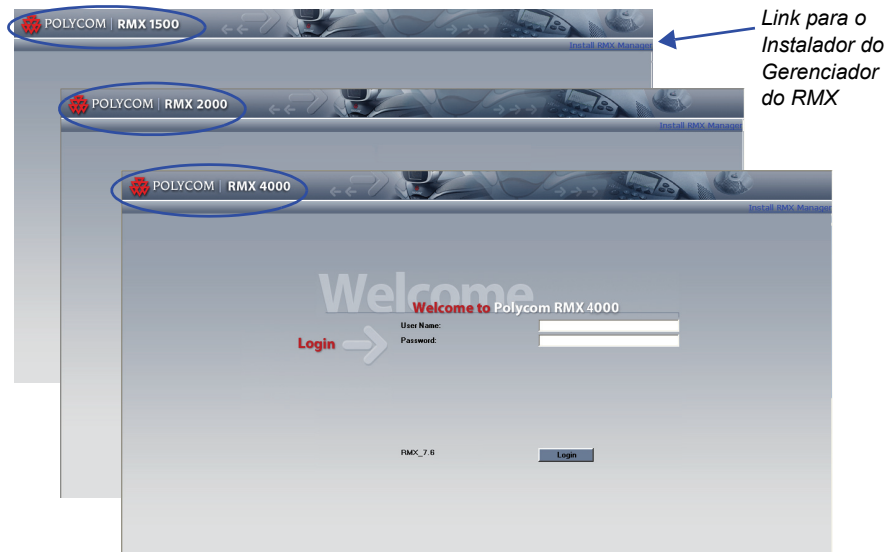 POLYCOM | RMX 1500
Install RMX Manager
Link para o
Instalador do
Gerenciador
do RMX
POLYCOM | RMX 2000
Install RMX Manager
POLYCOM | RMX 4000
Install RMX Manager
Welcome
Welcome to Polycom RMX 4000
User Name:
Login
Password:
RMX_7.6
Login